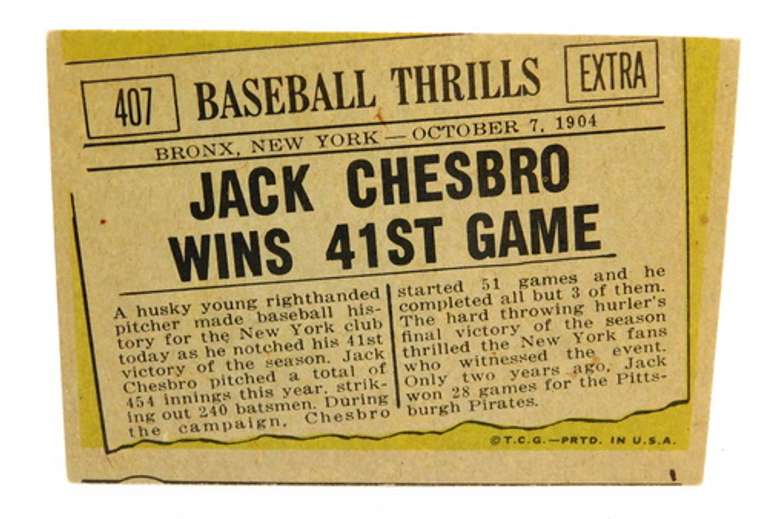 407
BASEBALL THRILLS
EXTRA
BRONX, NEW YORK — OCTOBER 7, 1904
JACK CHESBRO
WINS 41ST GAME
A husky young righthanded
pitcher made baseball his-
tory for the New York club
today as he notched his 41st
victory of the season. Jack
Chesbro pitched a total of
454 innings this year, strik-
ing out 240 batsmen. During
the campaign, Chesbro
started 51 games and he
completed all but 3 of them.
The hard throwing hurler's
final victory of the season
thrilled the New York fans
who witnessed the event.
Only two years ago, Jack
won 28 games for the Pitts-
burgh Pirates.
©T.C.G.—PRTD. IN U.S.A.